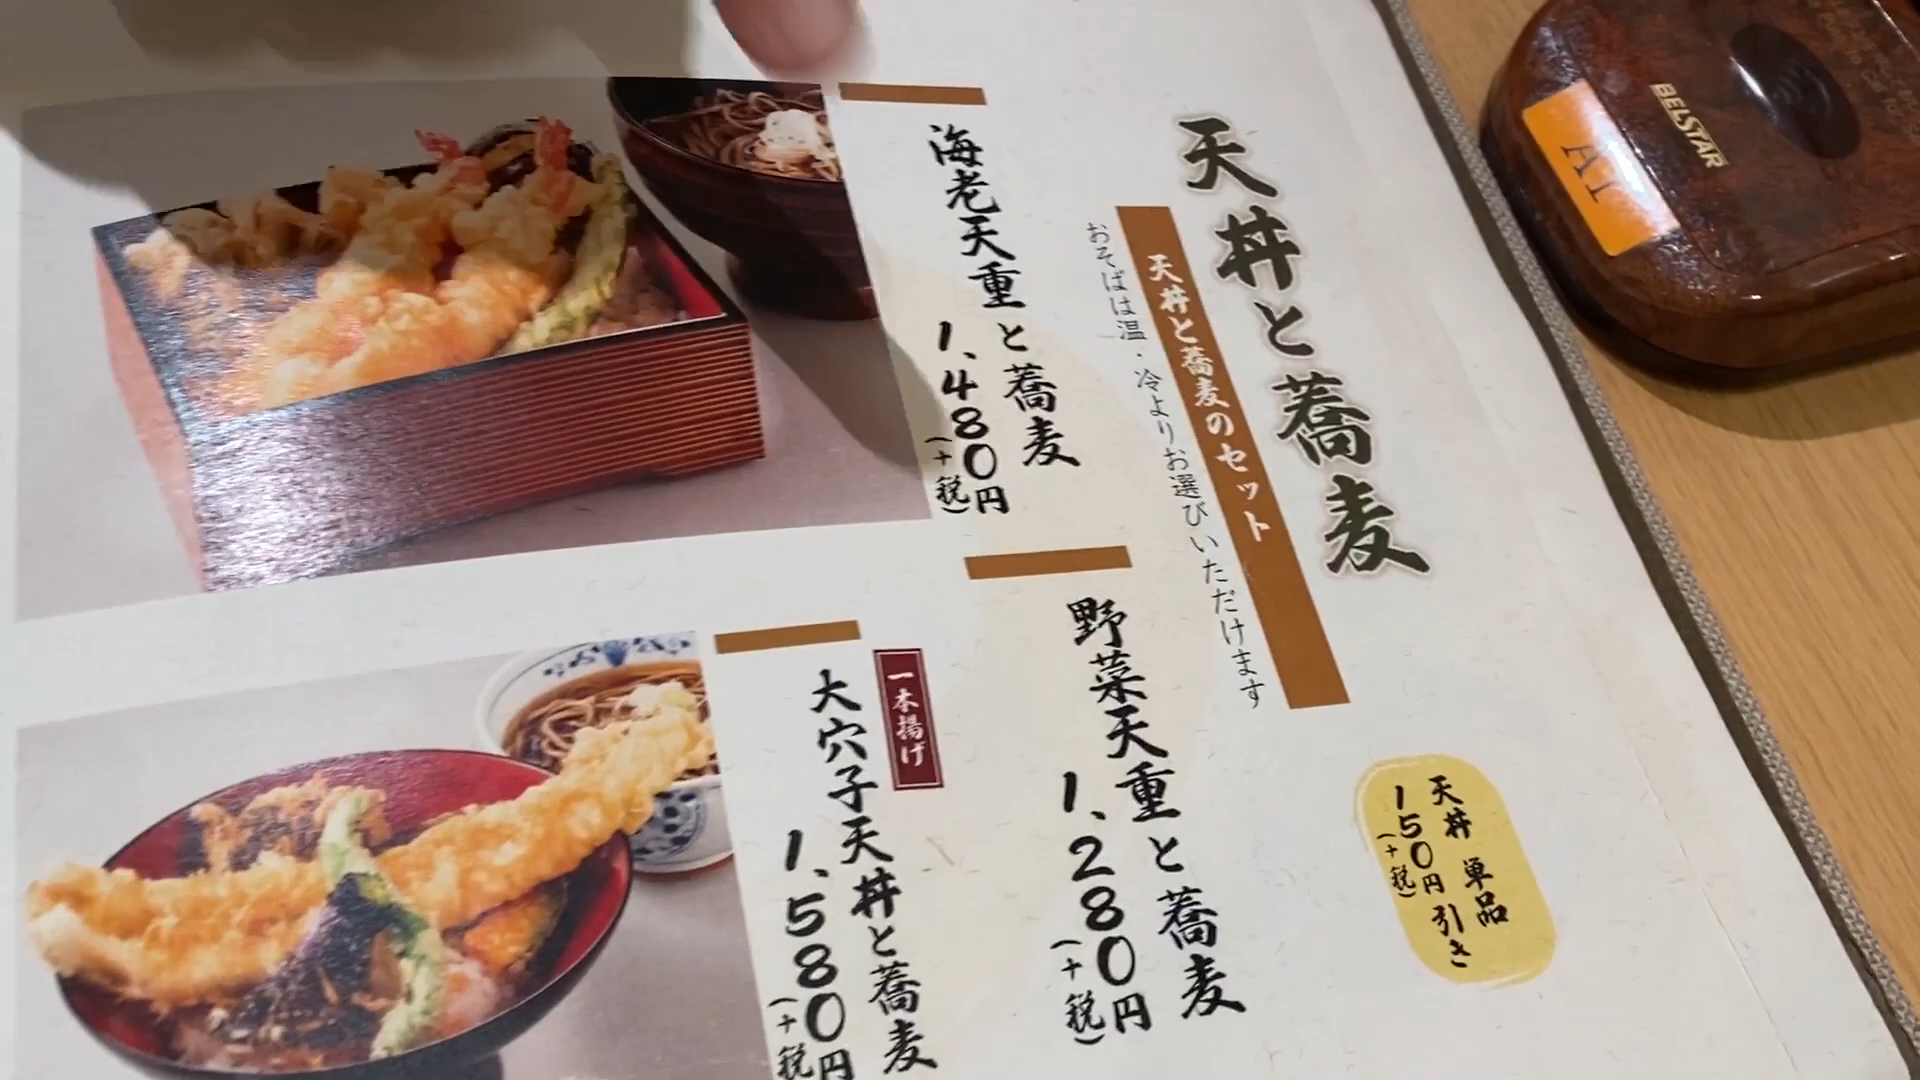 天丼と蕎麦
天丼と蕎麦のセット
おそばは温・冷よりお選びいただけます
海老天重と蕎麦
1,480円
(+税)
野菜天重と蕎麦
1,280円
(+税)
一本揚げ
大穴子天丼と蕎麦
1,580円
(+税
天丼 単品
150円引き
(+税)
BELSTAR
A1